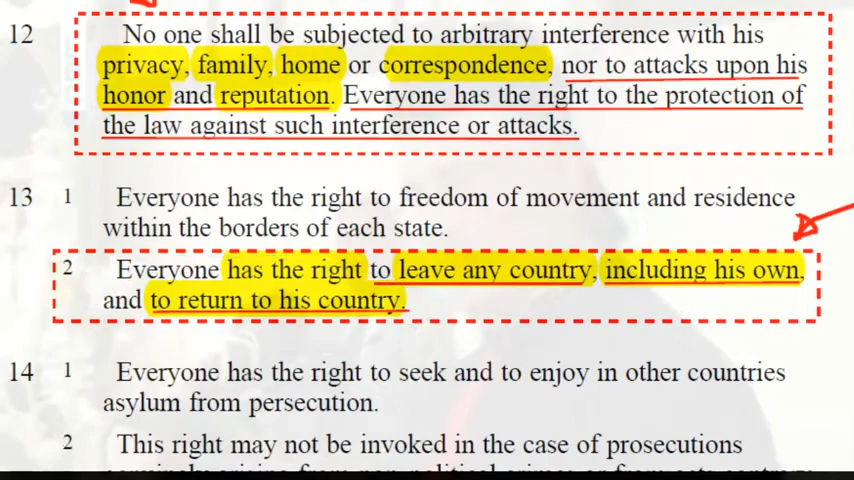 12 No one shall be subjected to arbitrary interference with his
privacy, family, home or correspondence, nor to attacks upon his
honor and reputation. Everyone has the right to the protection of
the law against such interference or attacks.
13 1 Everyone has the right to freedom of movement and residence
within the borders of each state.
2 Everyone has the right to leave any country, including his own,
and to return to his country.
14 1 Everyone has the right to seek and to enjoy in other countries
asylum from persecution.
2 This right may not be invoked in the case of prosecutions